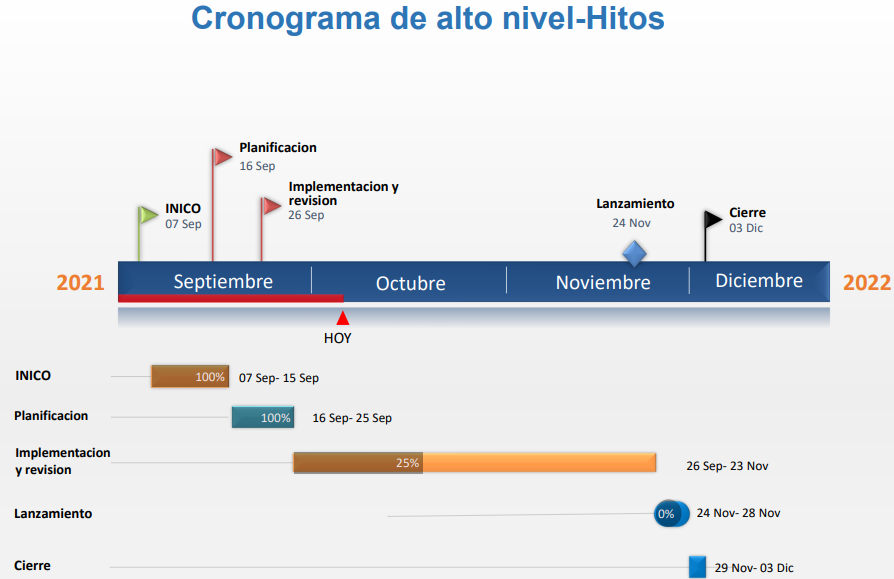 Cronograma de alto nivel-Hitos
Planificacion
16 Sep
Implementacion y
revision
26 Sep
INICO
07 Sep
Lanzamiento
24 Nov
Cierre
03 Dic
2021
Septiembre
Octubre
Noviembre
Diciembre
2022
HOY
INICO
100%
07 Sep- 15 Sep
Planificacion
100%
16 Sep- 25 Sep
Implementacion
y revision
25%
26 Sep- 23 Nov
Lanzamiento
0%
24 Nov- 28 Nov
Cierre
29 Nov- 03 Dic